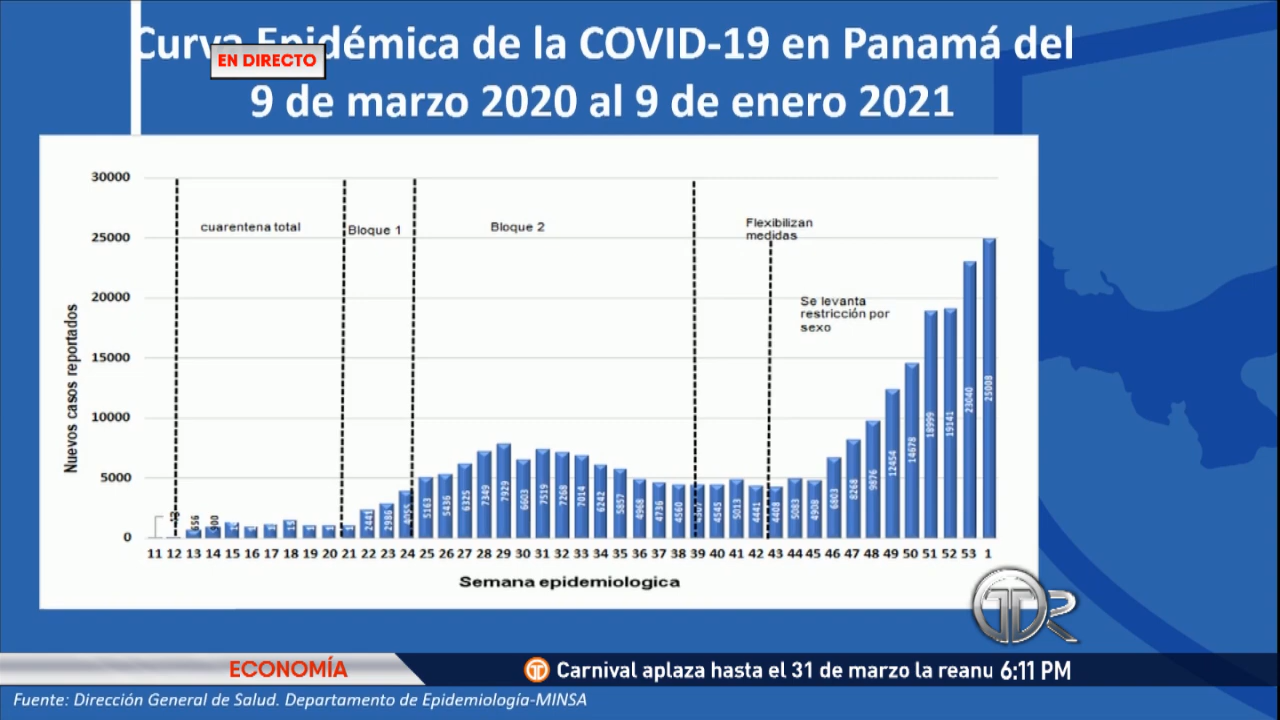 Curva Epidémica de la COVID-19 en Panamá del
EN DIRECTO
9 de marzo 2020 al 9 de enero 2021
30000
25000
20000
15000
10000
5000
0
Nuevos casos reportados
cuarentena total
Bloque 1
Bloque 2
Flexibilizan
medidas
Se levanta
restricción por
sexo
656
900
2441
2986
5163
5436
6325
7349
7929
6603
7519
7268
7014
6242
5857
4968
4736
4560
4545
5013
4441
4408
5083
4908
6803
8268
9876
12454
14678
18999
19141
23040
25008
11 12 13 14 15 16 17 18 19 20 21 22 23 24 25 26 27 28 29 30 31 32 33 34 35 36 37 38 39 40 41 42 43 44 45 46 47 48 49 50 51 52 53 1
Semana epidemiologica
TR
ECONOMÍA
Carnival aplaza hasta el 31 de marzo la reanu 6:11 PM
Fuente: Dirección General de Salud. Departamento de Epidemiología-MINSA